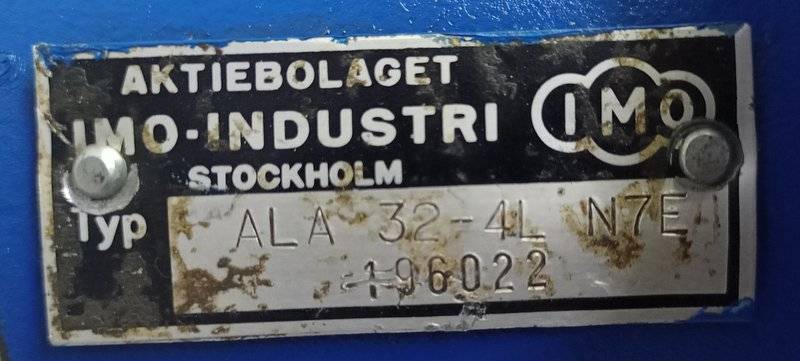 AKTIEBOLAGET
IMO-INDUSTRI
IMO
STOCKHOLM
Typ ALA 32-4L N7E
196022